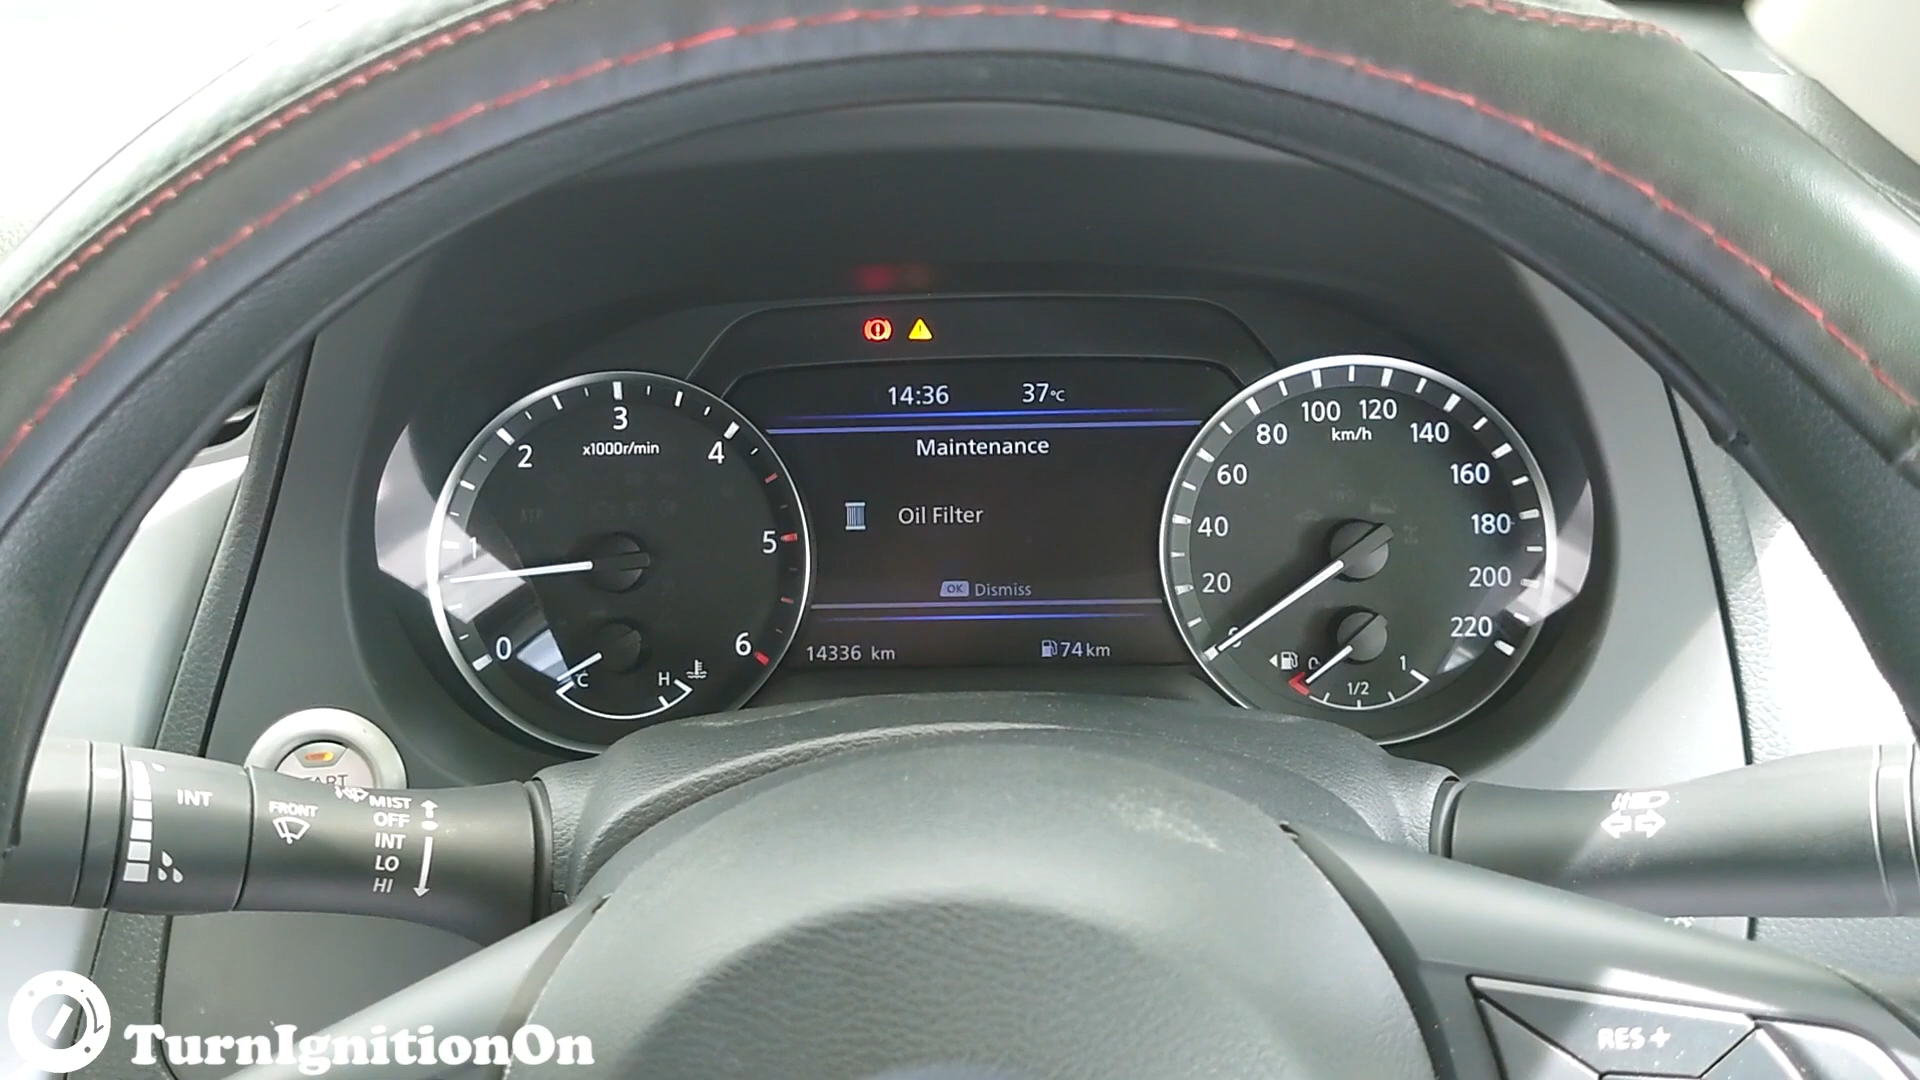 14:36 37°C
Maintenance
Oil Filter
OK Dismiss
14336 km
74 km
0
1
2
3
4
5
6
x1000r/min
C
H
0
20
40
60
80
100
120
140
160
180
200
220
km/h
0
1/2
1
START
INT
FRONT
MIST
OFF
INT
LO
HI
RES +
TurnIgnitionOn